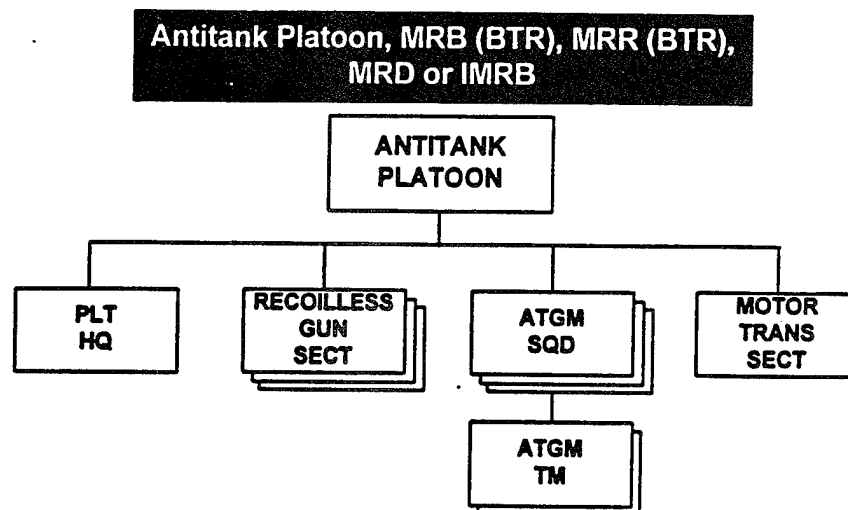 Antitank Platoon, MRB (BTR), MRR (BTR),
MRD or IMRB
ANTITANK
PLATOON
PLT
HQ
RECOILLESS
GUN
SECT
ATGM
SQD
MOTOR
TRANS
SECT
ATGM
TM